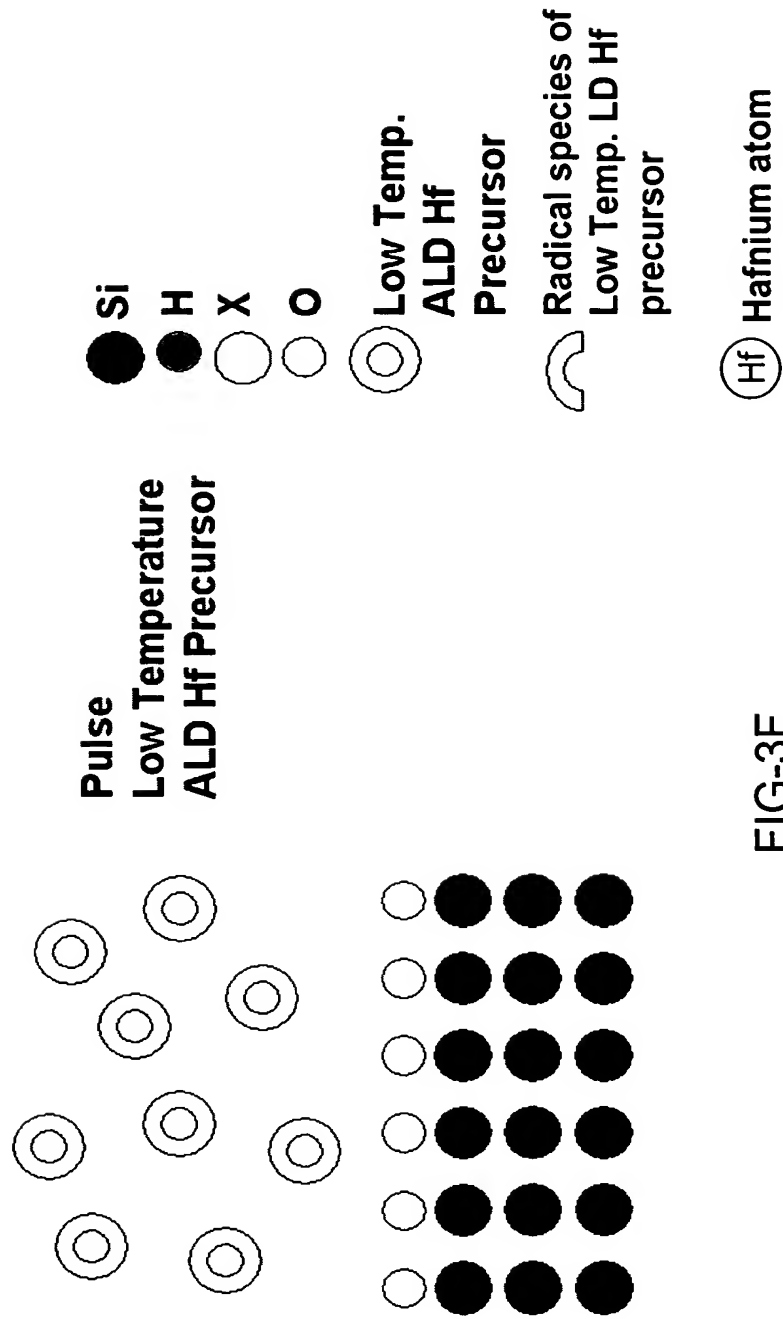 Pulse
Low Temperature
ALD Hf Precursor
Si
H
X
O
Low Temp.
ALD Hf
Precursor
Radical species of
Low Temp. LD Hf
precursor
Hf Hafnium atom
FIG-3F